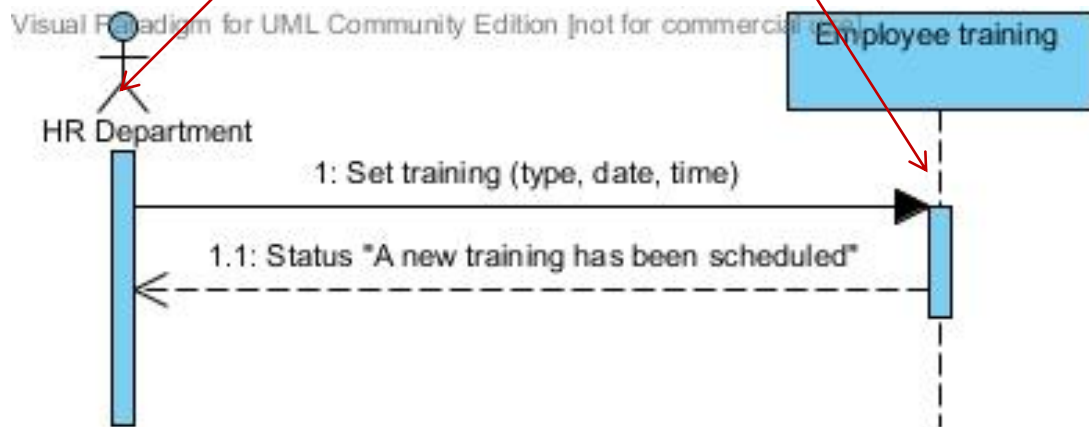 Visual Paradigm for UML Community Edition [not for commercial use]
Employee training
HR Department
1: Set training (type, date, time)
1.1: Status "A new training has been scheduled"